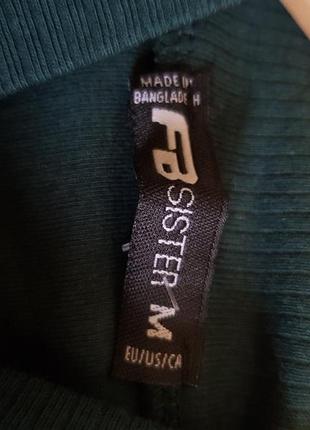 MADE IN
BANGLADESH
FB
SISTER
M
EU/US/CA